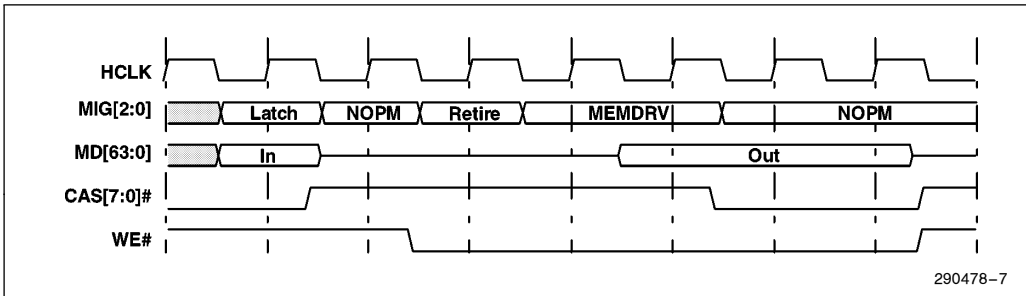 HCLK
MIG[2:0] Latch NOPM Retire MEMDRV NOPM
MD[63:0] In Out
CAS[7:0]#
WE#
290478–7